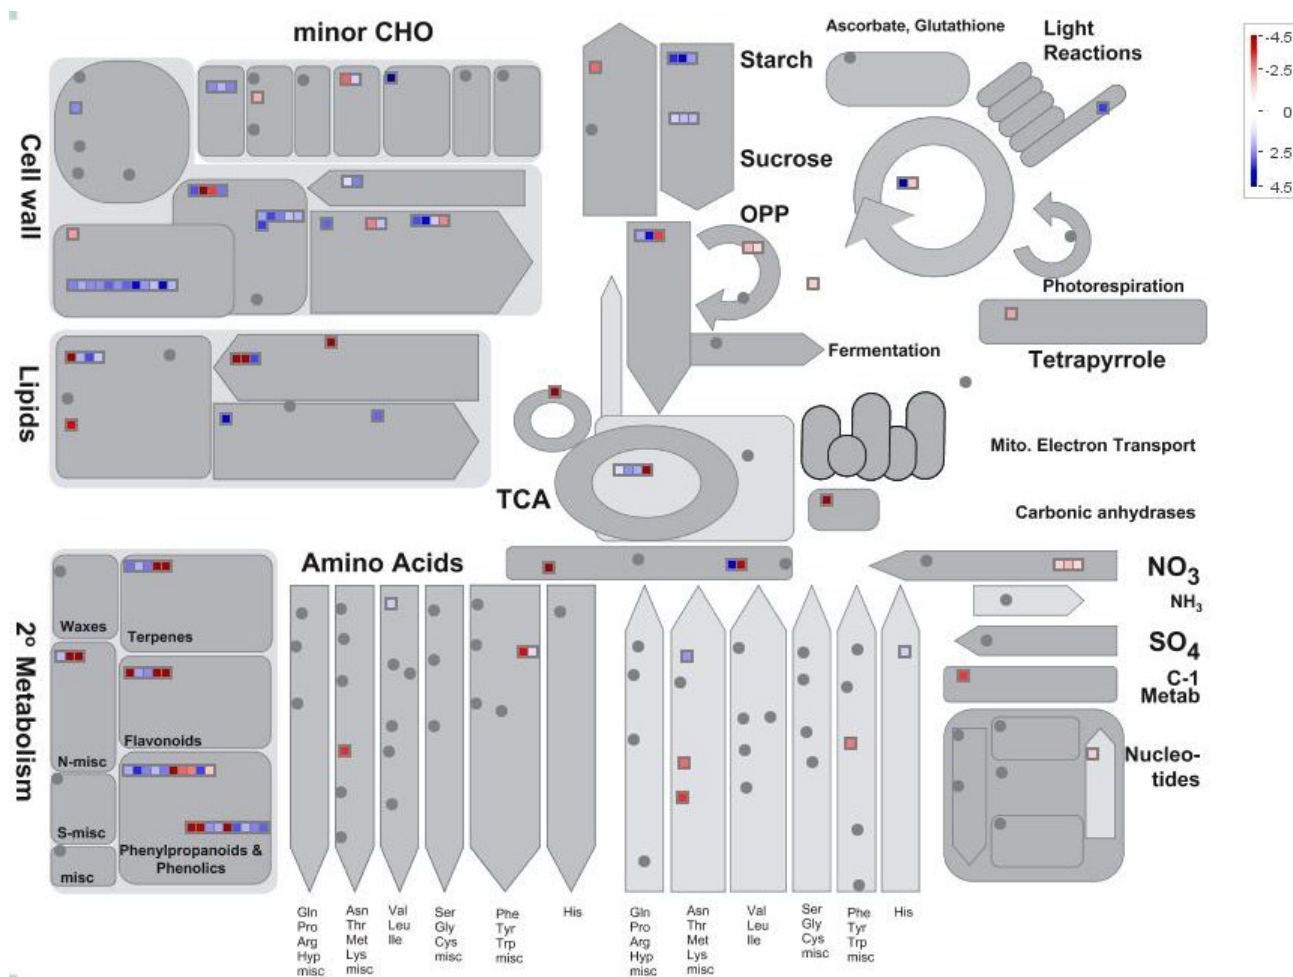 minor CHO
Starch
Ascorbate, Glutathione
Light
Reactions
-4.5
-2.5
0
2.5
4.5
Cell wall
Sucrose
OPP
Photorespiration
Tetrapyrrole
Fermentation
Lipids
Mito. Electron Transport
TCA
Carbonic anhydrases
Amino Acids
NO3
NH3
SO4
C-1
Metab
Nucleo-
tides
2º Metabolism
Waxes
Terpenes
Flavonoids
N-misc
S-misc
Phenylpropanoids &
Phenolics
misc
Gln
Pro
Arg
Hyp
misc
Asn
Thr
Met
Lys
misc
Val
Leu
Ile
Ser
Gly
Cys
misc
Phe
Tyr
Trp
misc
His
Gln
Pro
Arg
Hyp
misc
Asn
Thr
Met
Lys
misc
Val
Leu
Ile
Ser
Gly
Cys
misc
Phe
Tyr
Trp
misc
His